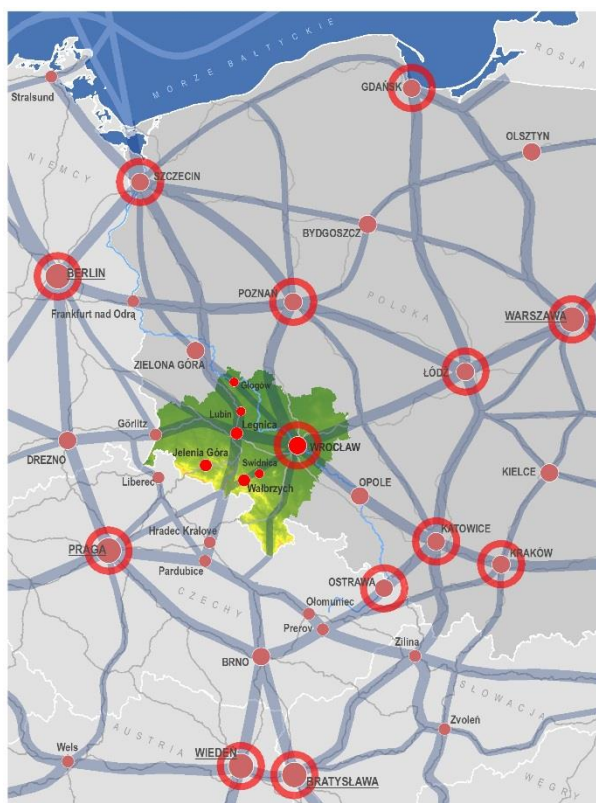 MORZE BAŁTYCKIE
ROSJA
Stralsund
GDAŃSK
OLSZTYN
NIEMCY
SZCZECIN
BYDGOSZCZ
BERLIN
POZNAŃ
POLSKA
WARSZAWA
Frankfurt nad Odrą
ZIELONA GÓRA
ŁÓDŹ
Głogów
Lubin
Legnica
Görlitz
WROCŁAW
DREZNO
Jelenia Góra
Świdnica
KIELCE
Liberec
Wałbrzych
OPOLE
Hradec Kralove
KATOWICE
PRAGA
KRAKÓW
Pardubice
OSTRAWA
CZECHY
Ołomuniec
Prerov
BRNO
Żilina
SŁOWACJA
Zvoleń
AUSTRIA
Wels
WIEDEŃ
BRATYSŁAWA
WĘGRY